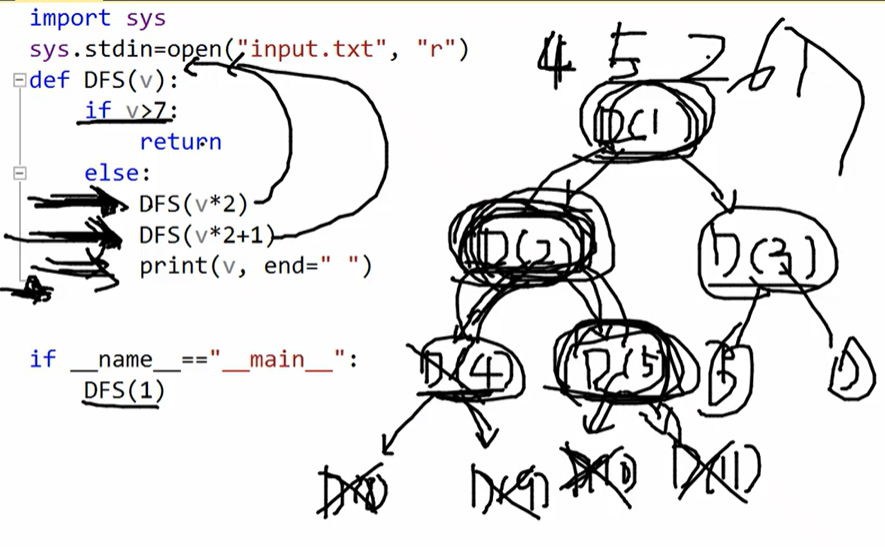 import sys
sys.stdin=open("input.txt", "r")
def DFS(v):
if v>7:
return
else:
DFS(v*2)
DFS(v*2+1)
print(v, end=" ")
if __name__=="__main__":
DFS(1)
4 5 2 6 7
D(1)
D(2) D(3)
D(4) D(5) D
D(8) D(9) D(10) D(11)